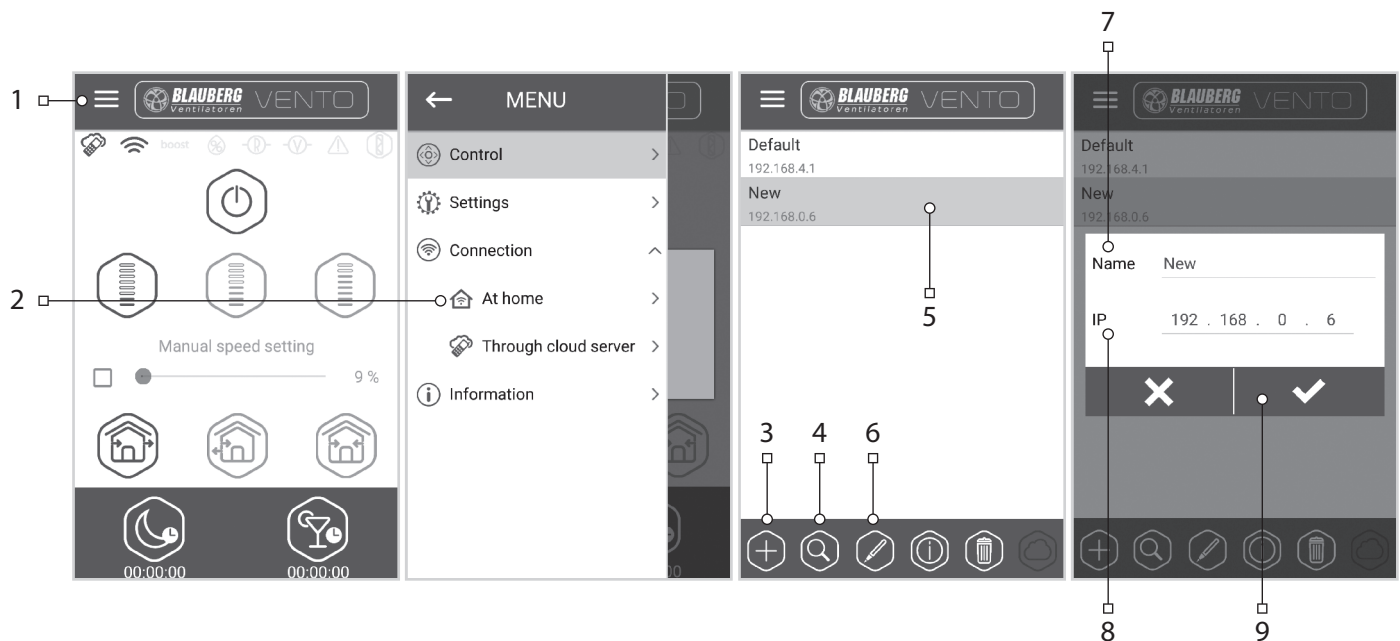 1
BLAUBERG
Ventilatoren
VENTO
boost
R
V
Manual speed setting
9 %
00:00:00
00:00:00
2
MENU
Control
Settings
Connection
At home
Through cloud server
Information
BLAUBERG
Ventilatoren
VENTO
Default
192.168.4.1
New
192.168.0.6
5
3
4
6
7
BLAUBERG
Ventilatoren
VENTO
Default
192.168.4.1
New
192.168.0.6
Name New
IP 192 . 168 . 0 . 6
8
9